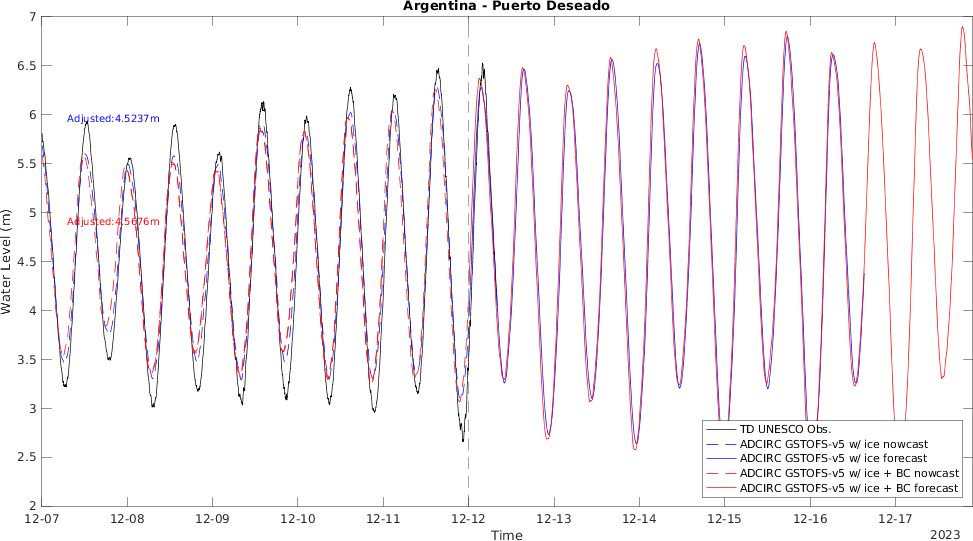 Argentina - Puerto Deseado
7
6.5
6
5.5
5
4.5
4
3.5
3
2.5
2
Water Level (m)
Adjusted:4.5237m
Adjusted:4.5676m
TD UNESCO Obs.
ADCIRC GSTOFS-v5 w/ ice nowcast
ADCIRC GSTOFS-v5 w/ ice forecast
ADCIRC GSTOFS-v5 w/ ice + BC nowcast
ADCIRC GSTOFS-v5 w/ ice + BC forecast
12-07 12-08 12-09 12-10 12-11 12-12 12-13 12-14 12-15 12-16 12-17
Time
2023